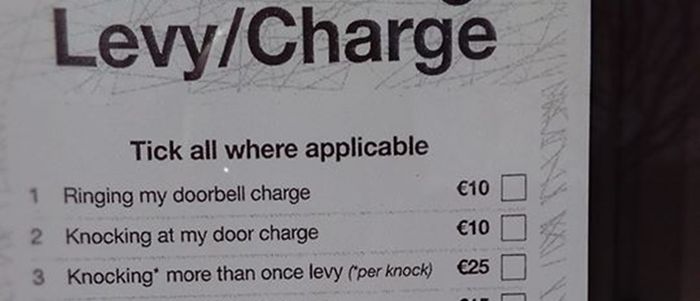 Levy/Charge
Tick all where applicable
1 Ringing my doorbell charge €10
2 Knocking at my door charge €10
3 Knocking* more than once levy (*per knock) €25